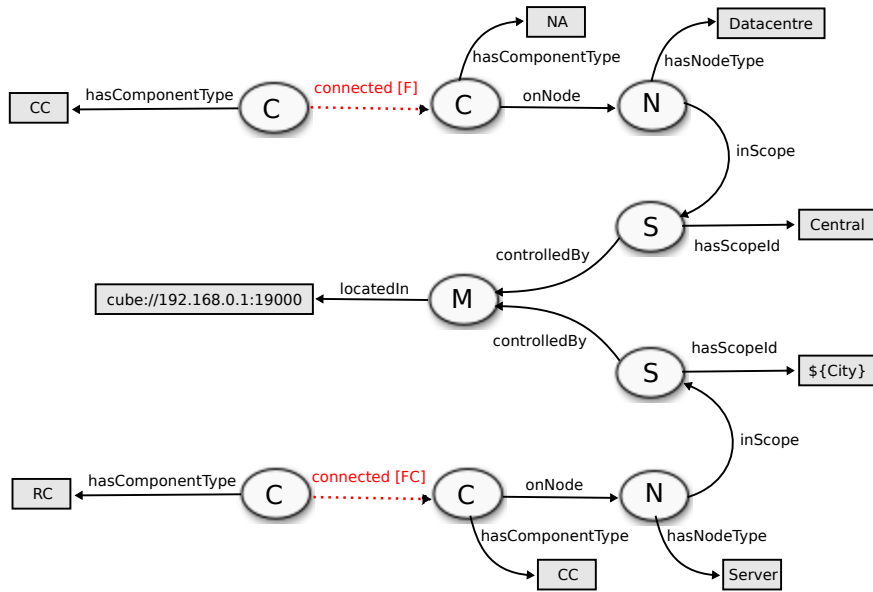 NA
Datacentre
hasComponentType
hasNodeType
connected [F]
hasComponentType
onNode
CC
C
C
N
inScope
S
Central
controlledBy
hasScopeId
locatedIn
M
cube://192.168.0.1:19000
controlledBy
hasScopeId
S
${City}
inScope
connected [FC]
hasComponentType
onNode
RC
C
C
N
hasComponentType
hasNodeType
CC
Server